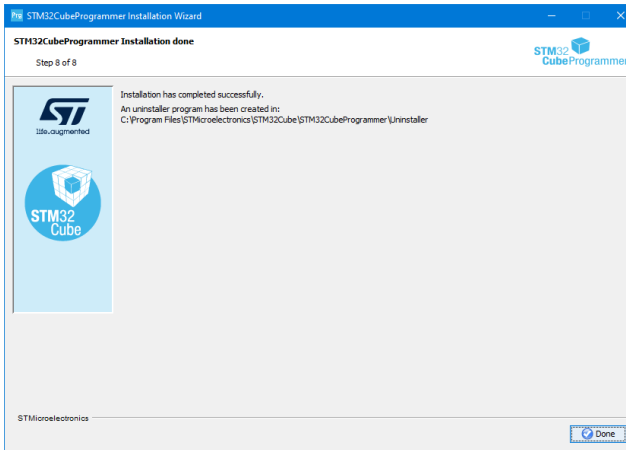 Prg STM32CubeProgrammer Installation Wizard
STM32CubeProgrammer Installation done
Step 8 of 8
STM32
CubeProgrammer
life.augmented
STM32
Cube
Installation has completed successfully.
An uninstaller program has been created in:
C:\Program Files\STMicroelectronics\STM32Cube\STM32CubeProgrammer\Uninstaller
STMicroelectronics
Done